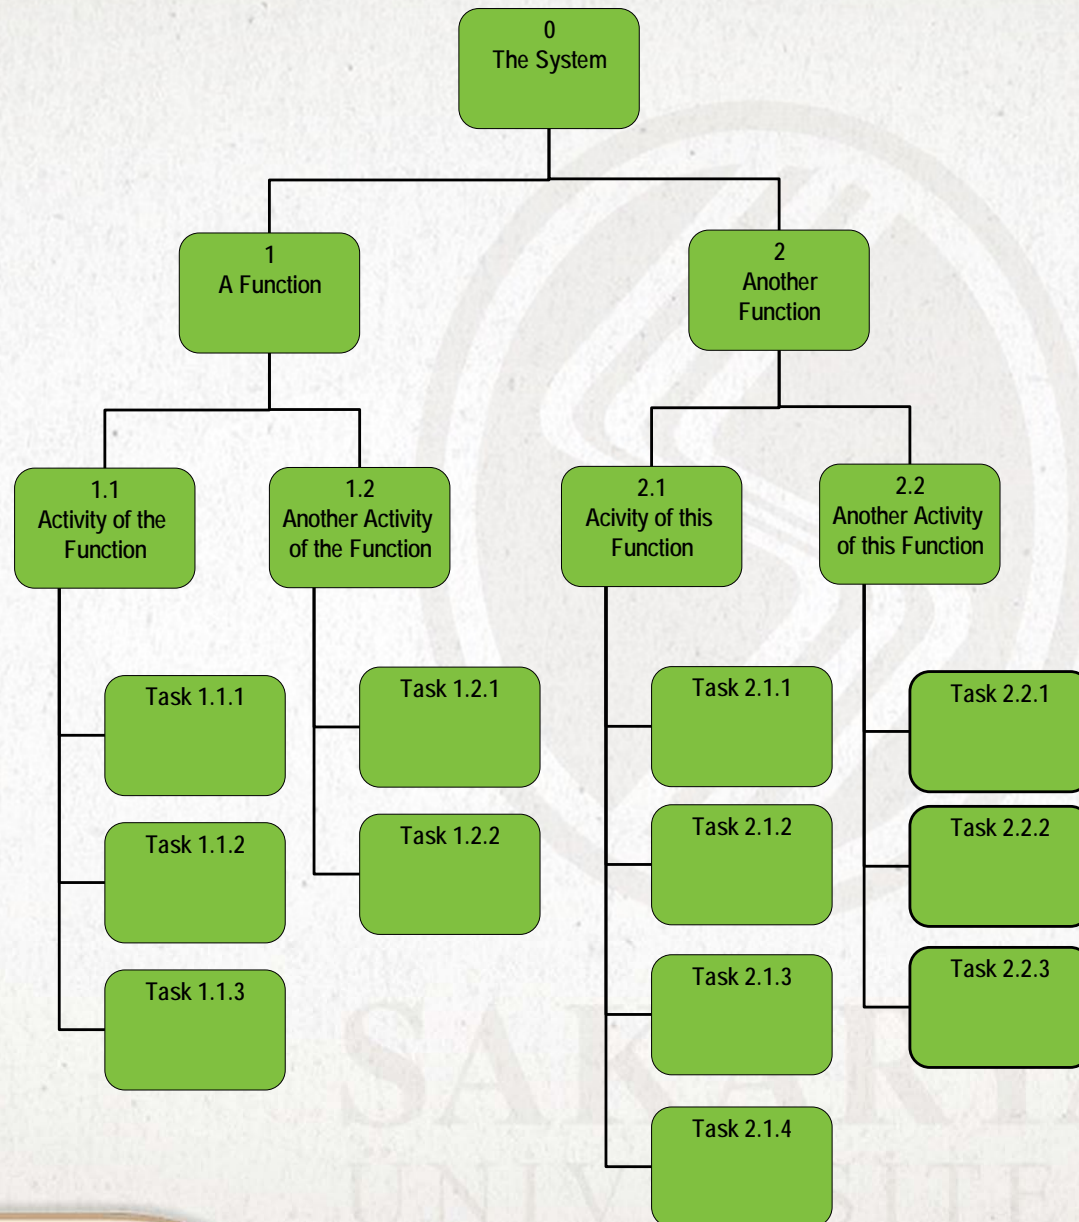 0
The System
1
A Function
2
Another
Function
1.1
Activity of the
Function
1.2
Another Activity
of the Function
2.1
Acivity of this
Function
2.2
Another Activity
of this Function
Task 1.1.1
Task 1.2.1
Task 2.1.1
Task 2.2.1
Task 1.1.2
Task 1.2.2
Task 2.1.2
Task 2.2.2
Task 1.1.3
Task 2.1.3
Task 2.2.3
Task 2.1.4